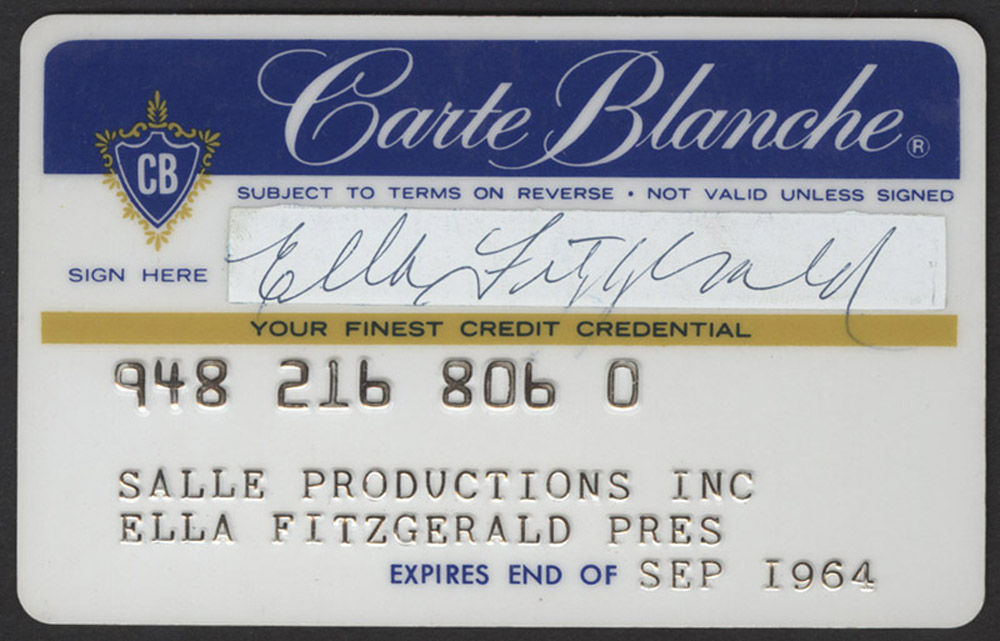 Carte Blanche ®
CB
SUBJECT TO TERMS ON REVERSE • NOT VALID UNLESS SIGNED
SIGN HERE
Ella Fitzgerald
YOUR FINEST CREDIT CREDENTIAL
948 216 806 0
SALLE PRODUCTIONS INC
ELLA FITZGERALD PRES
EXPIRES END OF SEP 1964